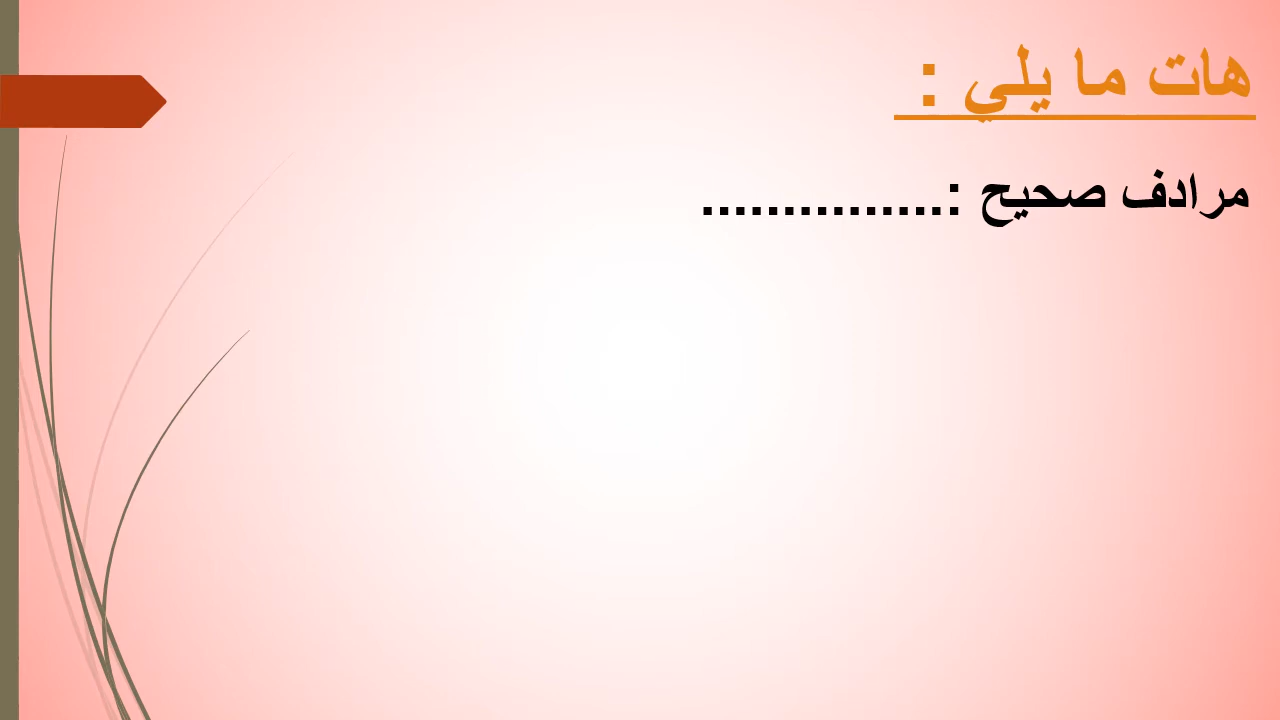 هات ما يلي :
مرادف صحيح :...............